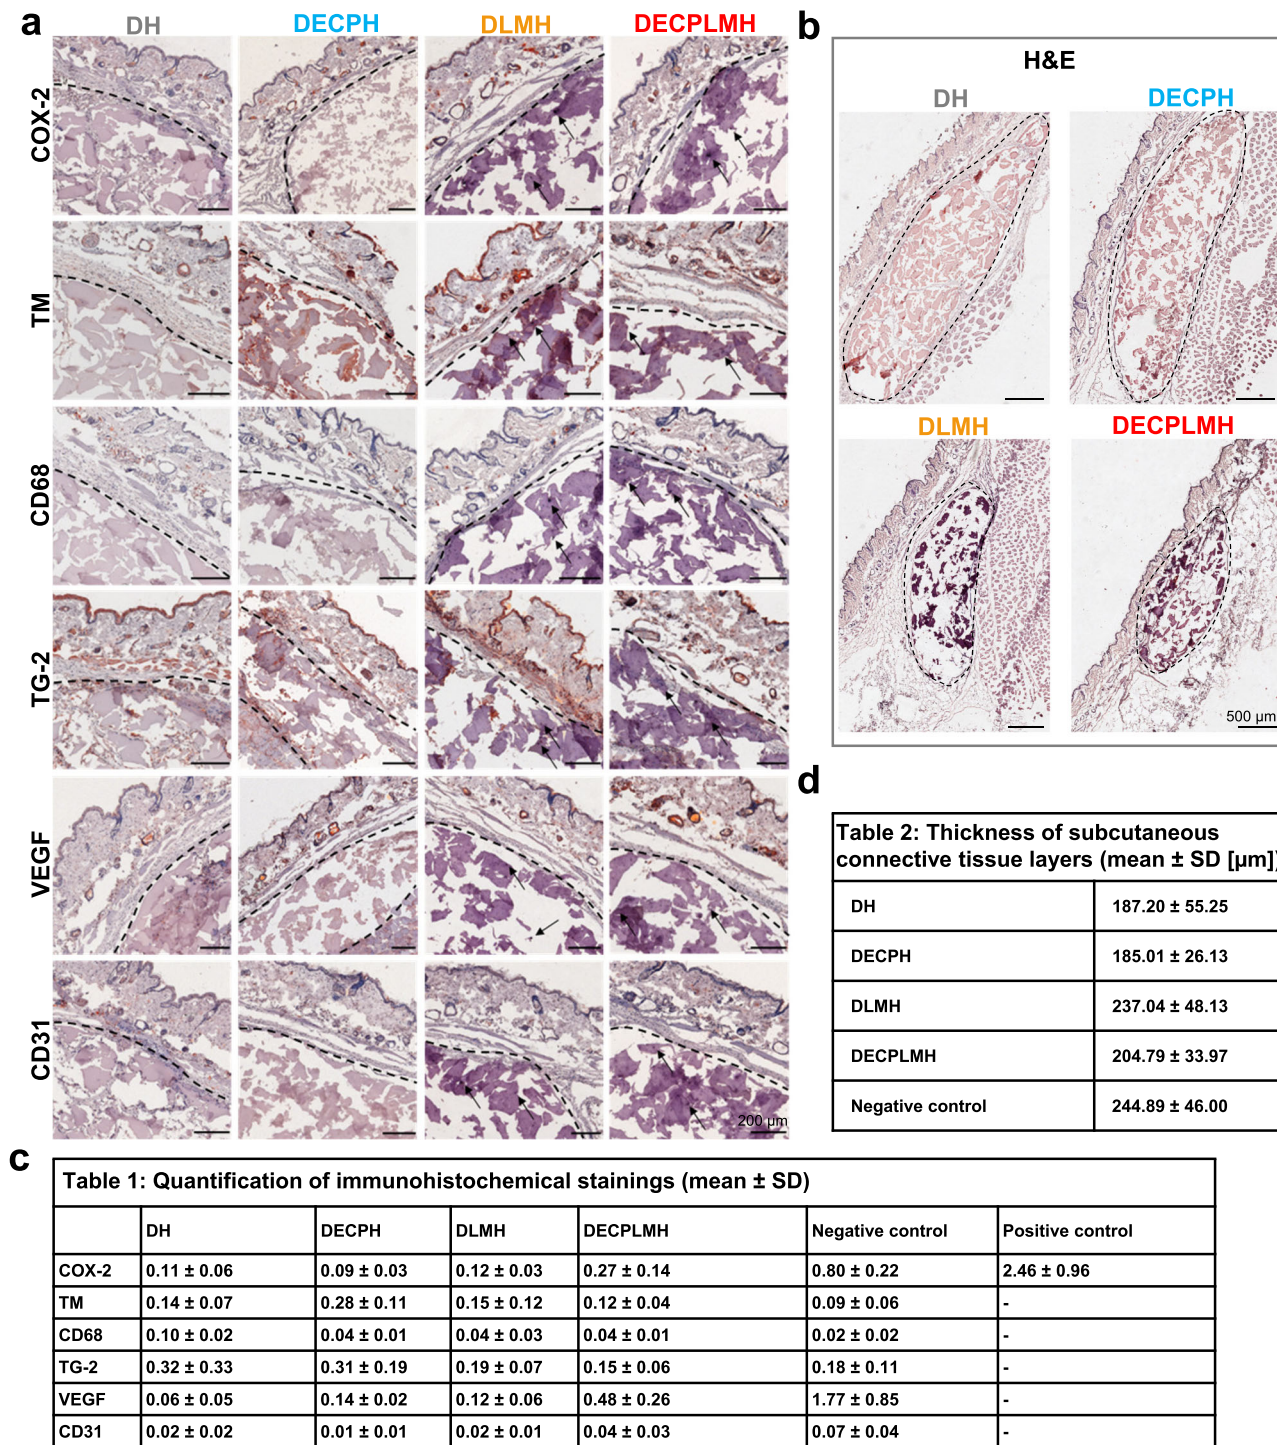 a
DH DECPH DLMH DECPLMH
COX-2
TM
CD68
TG-2
VEGF
CD31
200 µm
b
H&E
DH DECPH
DLMH DECPLMH
500 µm
d
Table 2: Thickness of subcutaneous
connective tissue layers (mean ± SD [µm])
DH 187.20 ± 55.25
DECPH 185.01 ± 26.13
DLMH 237.04 ± 48.13
DECPLMH 204.79 ± 33.97
Negative control 244.89 ± 46.00
c
Table 1: Quantification of immunohistochemical stainings (mean ± SD)
DH DECPH DLMH DECPLMH Negative control Positive control
COX-2 0.11 ± 0.06 0.09 ± 0.03 0.12 ± 0.03 0.27 ± 0.14 0.80 ± 0.22 2.46 ± 0.96
TM 0.14 ± 0.07 0.28 ± 0.11 0.15 ± 0.12 0.12 ± 0.04 0.09 ± 0.06 -
CD68 0.10 ± 0.02 0.04 ± 0.01 0.04 ± 0.03 0.04 ± 0.01 0.02 ± 0.02 -
TG-2 0.32 ± 0.33 0.31 ± 0.19 0.19 ± 0.07 0.15 ± 0.06 0.18 ± 0.11 -
VEGF 0.06 ± 0.05 0.14 ± 0.02 0.12 ± 0.06 0.48 ± 0.26 1.77 ± 0.85 -
CD31 0.02 ± 0.02 0.01 ± 0.01 0.02 ± 0.01 0.04 ± 0.03 0.07 ± 0.04 -